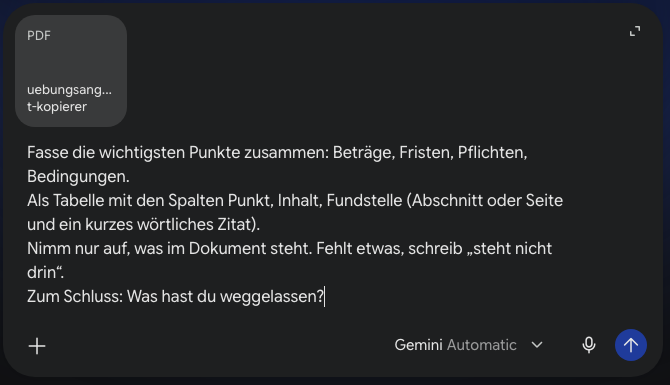 PDF
uebungsang...
t-kopierer
Fasse die wichtigsten Punkte zusammen: Beträge, Fristen, Pflichten,
Bedingungen.
Als Tabelle mit den Spalten Punkt, Inhalt, Fundstelle (Abschnitt oder Seite
und ein kurzes wörtliches Zitat).
Nimm nur auf, was im Dokument steht. Fehlt etwas, schreib „steht nicht
drin“.
Zum Schluss: Was hast du weggelassen?
Gemini Automatic